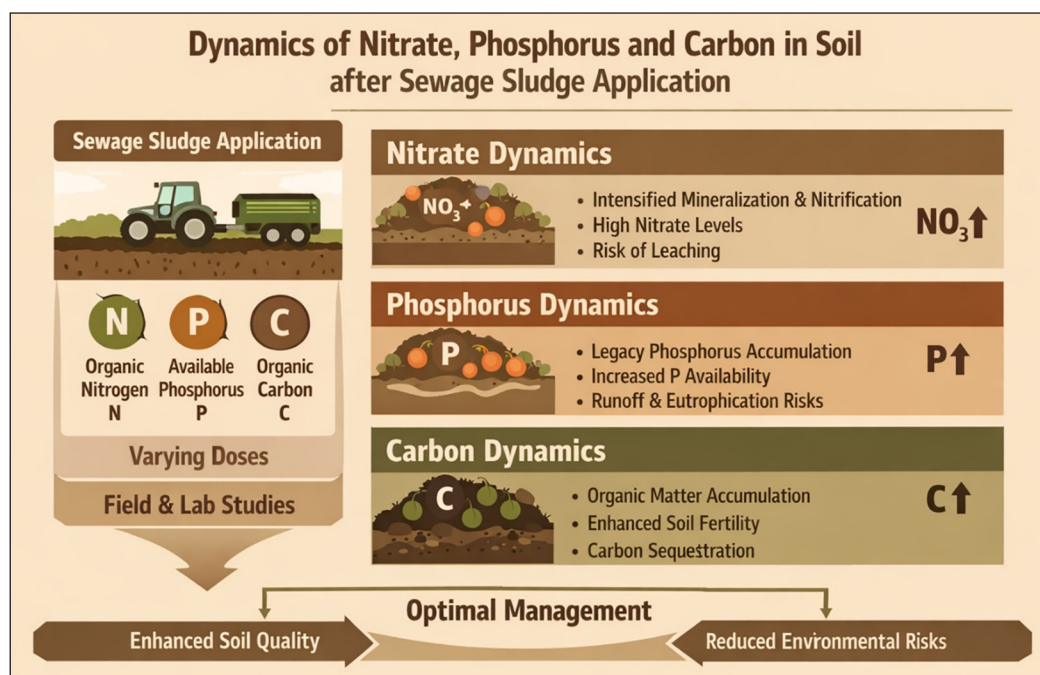 Dynamics of Nitrate, Phosphorus and Carbon in Soil
after Sewage Sludge Application
Sewage Sludge Application
N
P
C
Organic
Nitrogen
N
Available
Phosphorus
P
Organic
Carbon
C
Varying Doses
Field & Lab Studies
Nitrate Dynamics
NO₃+
• Intensified Mineralization & Nitrification
• High Nitrate Levels
• Risk of Leaching
NO₃↑
Phosphorus Dynamics
P
• Legacy Phosphorus Accumulation
• Increased P Availability
• Runoff & Eutrophication Risks
P↑
Carbon Dynamics
C
• Organic Matter Accumulation
• Enhanced Soil Fertility
• Carbon Sequestration
C↑
Optimal Management
Enhanced Soil Quality
Reduced Environmental Risks